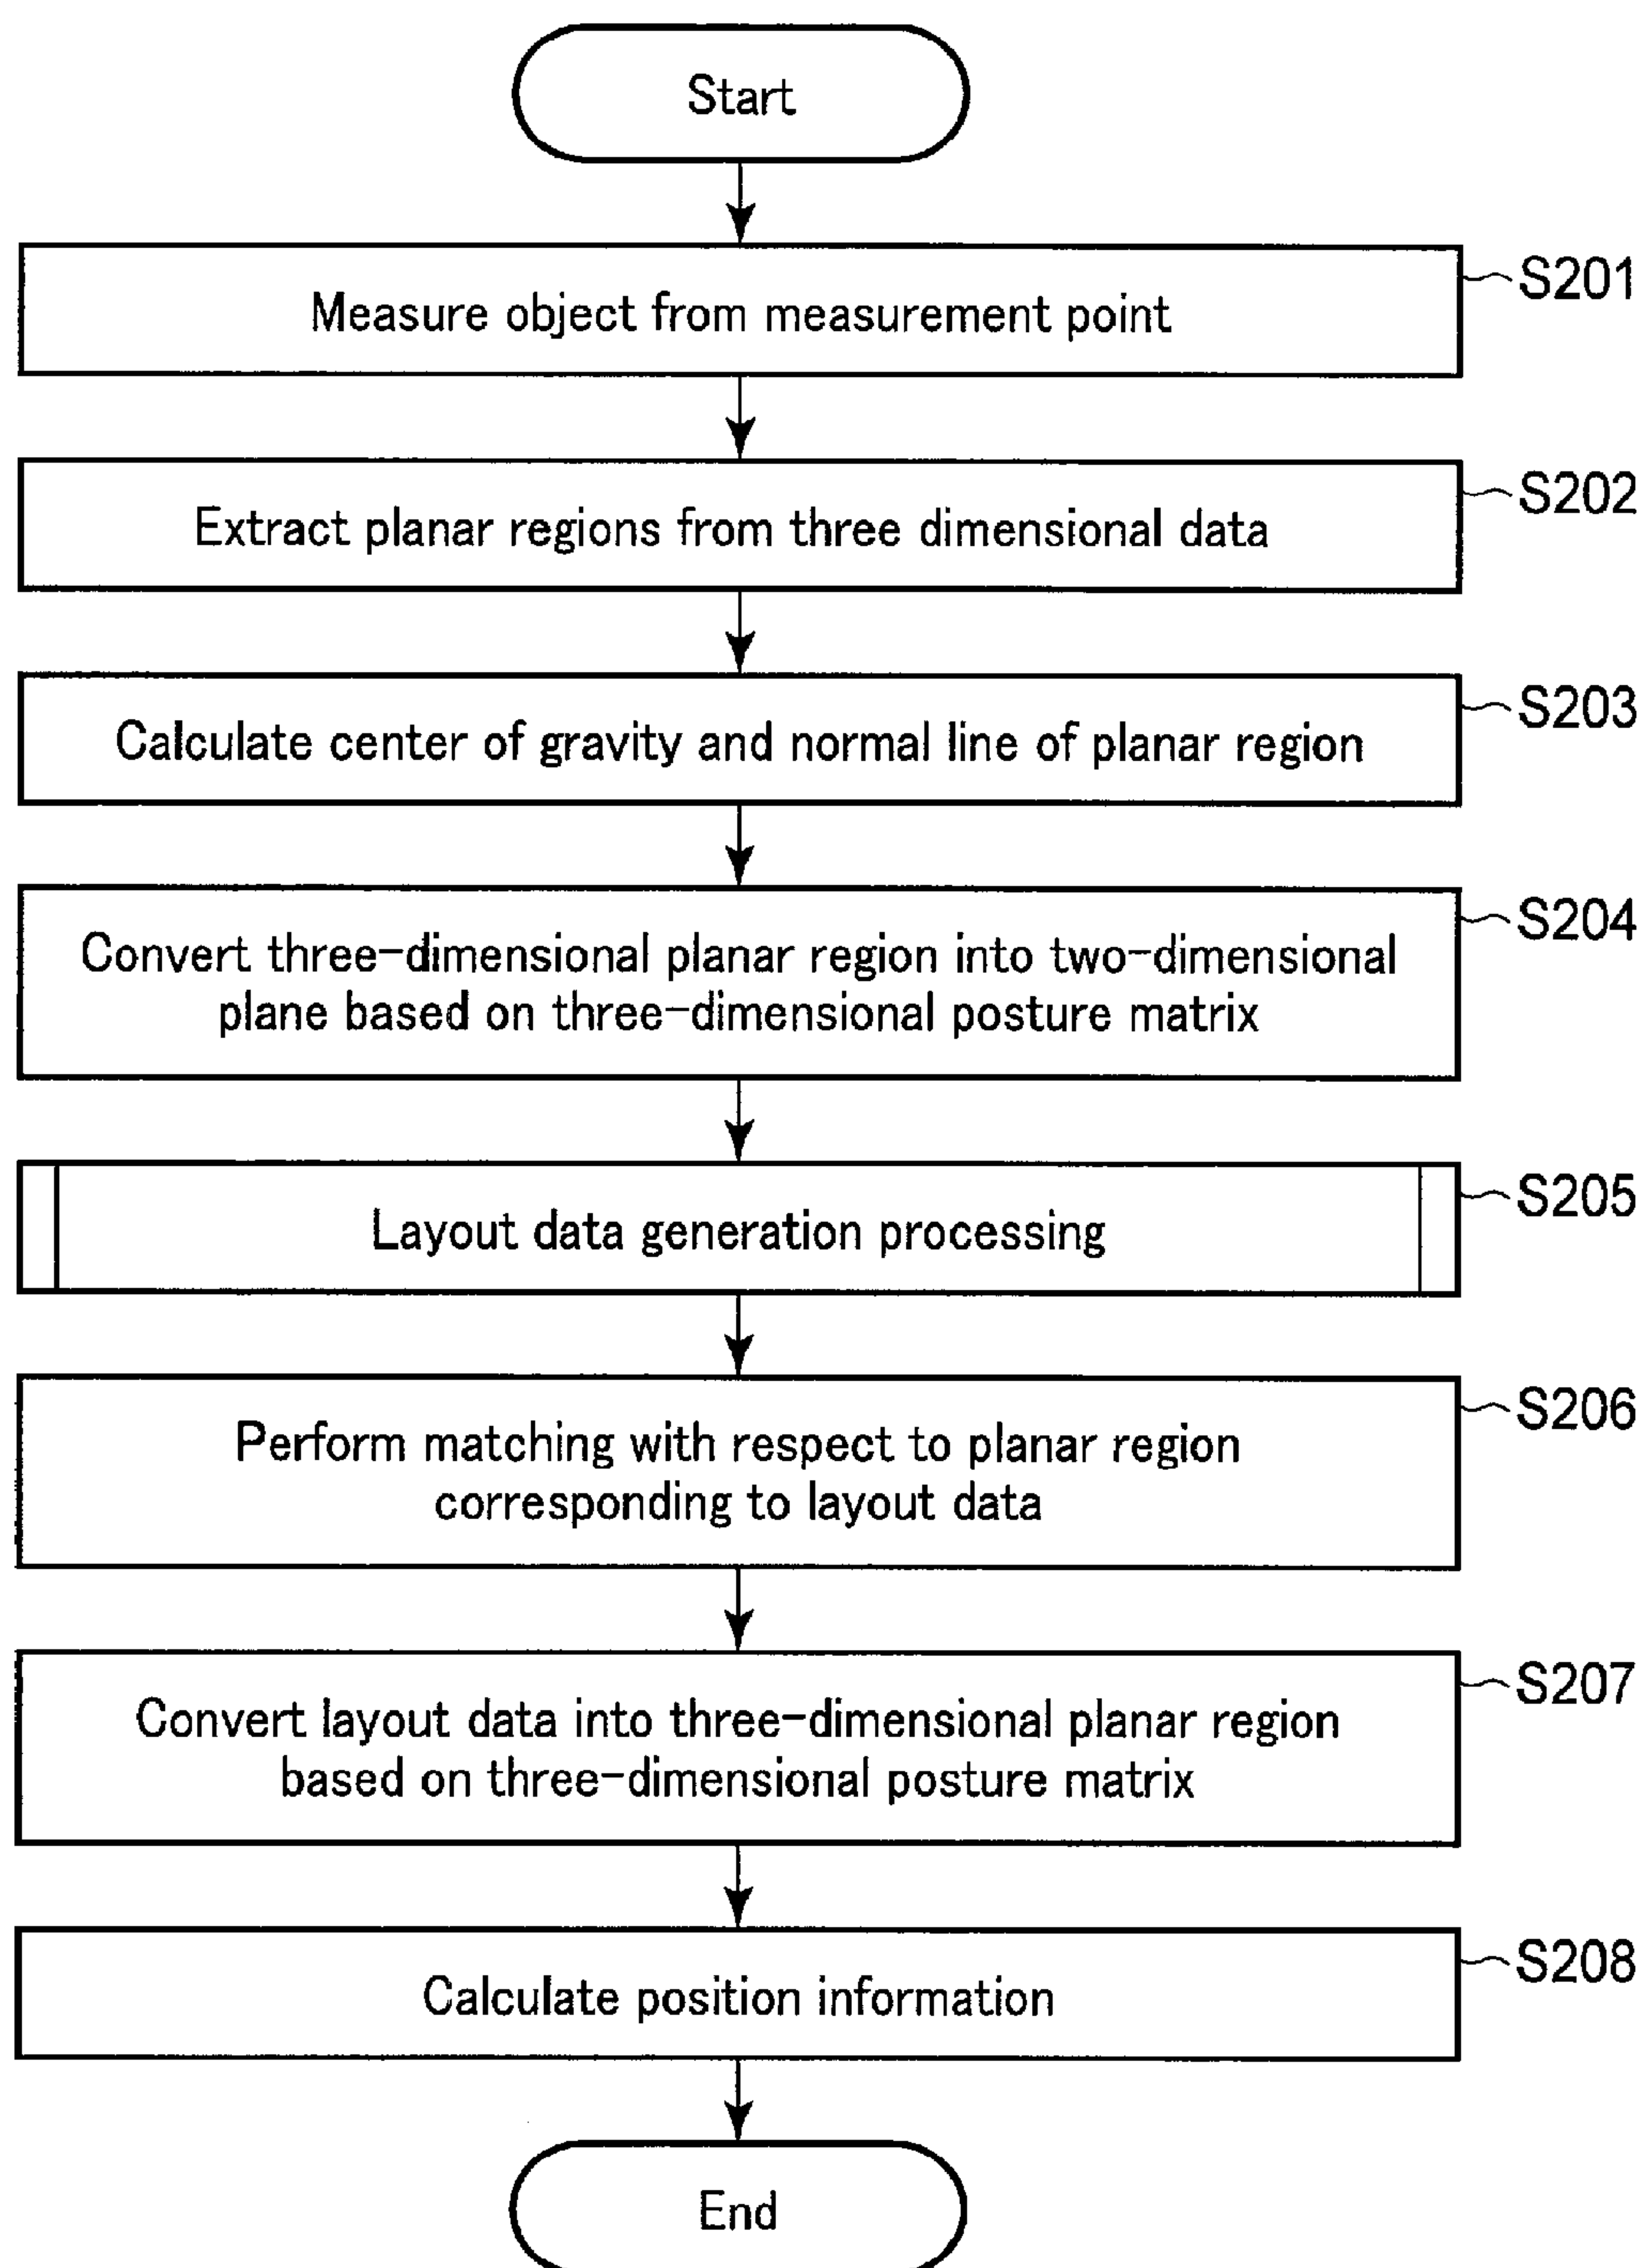 Start
S201
Measure object from measurement point
S202
Extract planar regions from three dimensional data
S203
Calculate center of gravity and normal line of planar region
S204
Convert three-dimensional planar region into two-dimensional
plane based on three-dimensional posture matrix
S205
Layout data generation processing
S206
Perform matching with respect to planar region
corresponding to layout data
S207
Convert layout data into three-dimensional planar region
based on three-dimensional posture matrix
S208
Calculate position information
End